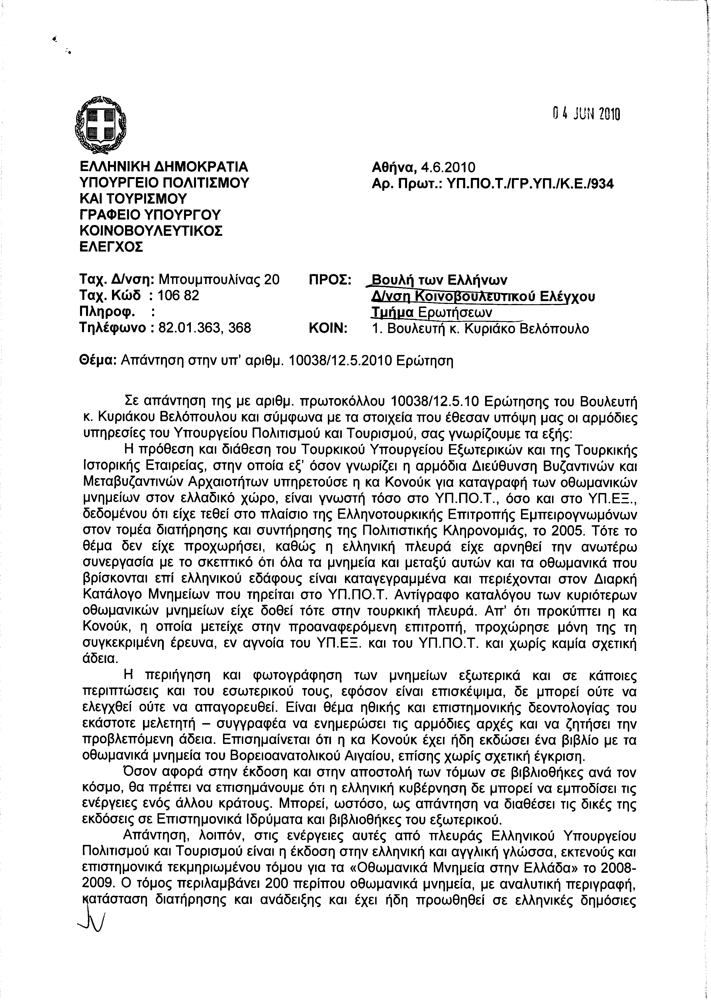 04 JUN 2010
ΕΛΛΗΝΙΚΗ ΔΗΜΟΚΡΑΤΙΑ
ΥΠΟΥΡΓΕΙΟ ΠΟΛΙΤΙΣΜΟΥ
ΚΑΙ ΤΟΥΡΙΣΜΟΥ
ΓΡΑΦΕΙΟ ΥΠΟΥΡΓΟΥ
ΚΟΙΝΟΒΟΥΛΕΥΤΙΚΟΣ
ΕΛΕΓΧΟΣ
Αθήνα, 4.6.2010
Αρ. Πρωτ.: ΥΠ.ΠΟ.Τ./ΓΡ.ΥΠ./Κ.Ε./934
Ταχ. Δ/νση: Μπουμπουλίνας 20
Ταχ. Κώδ : 106 82
Πληροφ. :
Τηλέφωνο : 82.01.363, 368
ΠΡΟΣ: Βουλή των Ελλήνων
Δ/νση Κοινοβουλευτικού Ελέγχου
Τμήμα Ερωτήσεων
ΚΟΙΝ: 1. Βουλευτή κ. Κυριάκο Βελόπουλο
Θέμα: Απάντηση στην υπ’ αριθμ. 10038/12.5.2010 Ερώτηση
Σε απάντηση της με αριθμ. πρωτοκόλλου 10038/12.5.10 Ερώτησης του Βουλευτή
κ. Κυριάκου Βελόπουλου και σύμφωνα με τα στοιχεία που έθεσαν υπόψη μας οι αρμόδιες
υπηρεσίες του Υπουργείου Πολιτισμού και Τουρισμού, σας γνωρίζουμε τα εξής:
Η πρόθεση και διάθεση του Τουρκικού Υπουργείου Εξωτερικών και της Τουρκικής
Ιστορικής Εταιρείας, στην οποία εξ’ όσον γνωρίζει η αρμόδια Διεύθυνση Βυζαντινών και
Μεταβυζαντινών Αρχαιοτήτων υπηρετούσε η κα Κονούκ για καταγραφή των οθωμανικών
μνημείων στον ελλαδικό χώρο, είναι γνωστή τόσο στο ΥΠ.ΠΟ.Τ., όσο και στο ΥΠ.ΕΞ.,
δεδομένου ότι είχε τεθεί στο πλαίσιο της Ελληνοτουρκικής Επιτροπής Εμπειρογνωμόνων
στον τομέα διατήρησης και συντήρησης της Πολιτιστικής Κληρονομιάς, το 2005. Τότε το
θέμα δεν είχε προχωρήσει, καθώς η ελληνική πλευρά είχε αρνηθεί την ανωτέρω
συνεργασία με το σκεπτικό ότι όλα τα μνημεία και μεταξύ αυτών και τα οθωμανικά που
βρίσκονται επί ελληνικού εδάφους είναι καταγεγραμμένα και περιέχονται στον Διαρκή
Κατάλογο Μνημείων που τηρείται στο ΥΠ.ΠΟ.Τ. Αντίγραφο καταλόγου των κυριότερων
οθωμανικών μνημείων είχε δοθεί τότε στην τουρκική πλευρά. Απ’ ότι προκύπτει η κα
Κονούκ, η οποία μετείχε στην προαναφερόμενη επιτροπή, προχώρησε μόνη της τη
συγκεκριμένη έρευνα, εν αγνοία του ΥΠ.ΕΞ. και του ΥΠ.ΠΟ.Τ. και χωρίς καμία σχετική
άδεια.
Η περιήγηση και φωτογράφηση των μνημείων εξωτερικά και σε κάποιες
περιπτώσεις και του εσωτερικού τους, εφόσον είναι επισκέψιμα, δε μπορεί ούτε να
ελεγχθεί ούτε να απαγορευθεί. Είναι θέμα ηθικής και επιστημονικής δεοντολογίας του
εκάστοτε μελετητή – συγγραφέα να ενημερώσει τις αρμόδιες αρχές και να ζητήσει την
προβλεπόμενη άδεια. Επισημαίνεται ότι η κα Κονούκ έχει ήδη εκδώσει ένα βιβλίο με τα
οθωμανικά μνημεία του Βορειοανατολικού Αιγαίου, επίσης χωρίς σχετική έγκριση.
Όσον αφορά στην έκδοση και στην αποστολή των τόμων σε βιβλιοθήκες ανά τον
κόσμο, θα πρέπει να επισημάνουμε ότι η ελληνική κυβέρνηση δε μπορεί να εμποδίσει τις
ενέργειες ενός άλλου κράτους. Μπορεί, ωστόσο, ως απάντηση να διαθέσει τις δικές της
εκδόσεις σε Επιστημονικά Ιδρύματα και βιβλιοθήκες του εξωτερικού.
Απάντηση, λοιπόν, στις ενέργειες αυτές από πλευράς Ελληνικού Υπουργείου
Πολιτισμού και Τουρισμού είναι η έκδοση στην ελληνική και αγγλική γλώσσα, εκτενούς και
επιστημονικά τεκμηριωμένου τόμου για τα «Οθωμανικά Μνημεία στην Ελλάδα» το 2008-
2009. Ο τόμος περιλαμβάνει 200 περίπου οθωμανικά μνημεία, με αναλυτική περιγραφή,
κατάσταση διατήρησης και ανάδειξης και έχει ήδη προωθηθεί σε ελληνικές δημόσιες